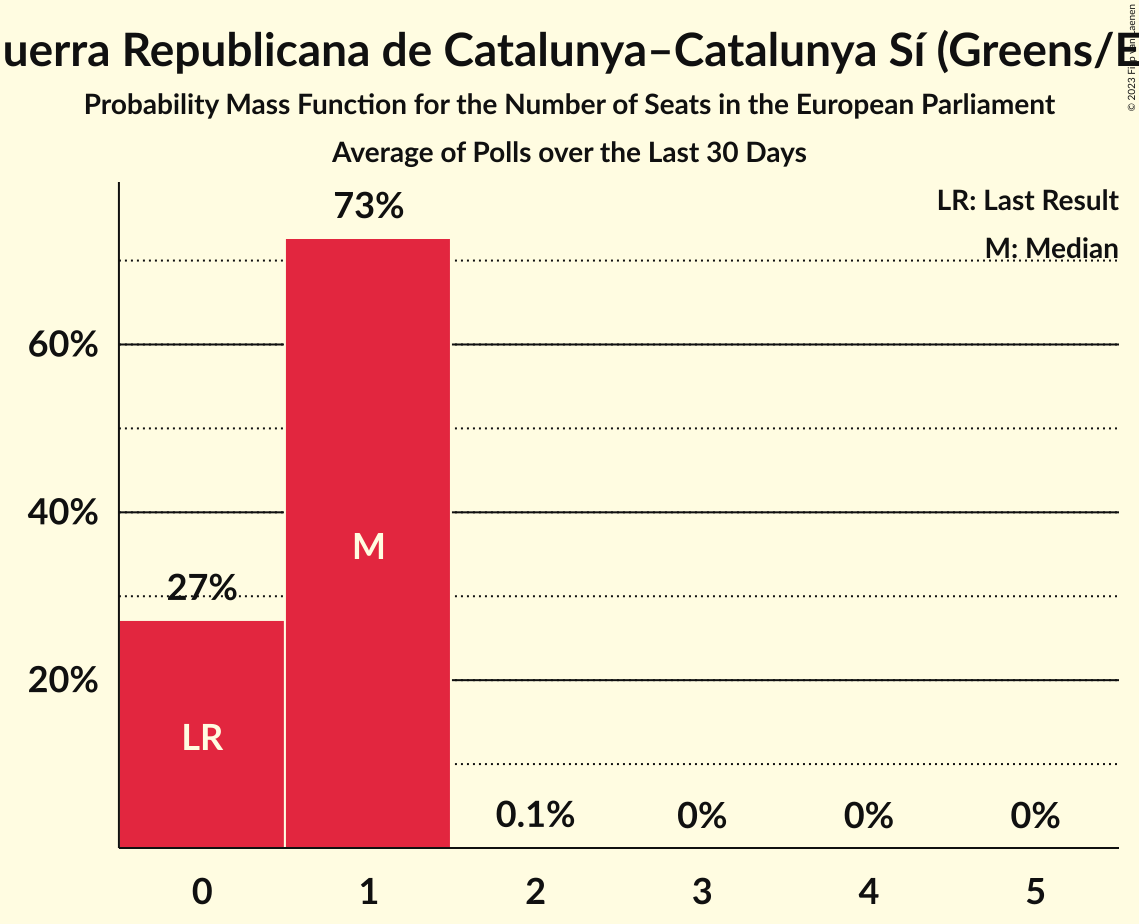 uerra Republicana de Catalunya–Catalunya Sí (Greens/E
Probability Mass Function for the Number of Seats in the European Parliament
Average of Polls over the Last 30 Days
LR: Last Result
M: Median
73%
60%
40%
20%
27%
M
LR
0.1%
0%
0%
0%
0
1
2
3
4
5